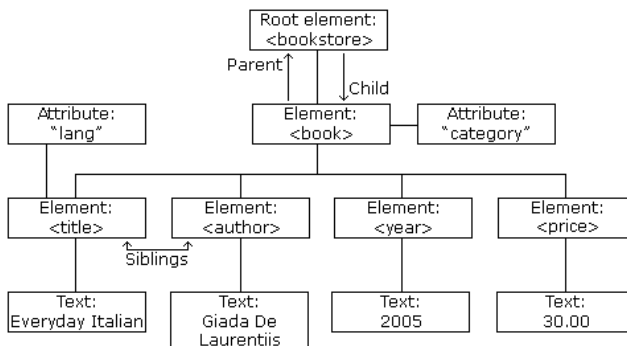 Root element:
<bookstore>
Parent
Child
Attribute:
"lang"
Element:
<book>
Attribute:
"category"
Element:
<title>
Element:
<author>
Element:
<year>
Element:
<price>
Siblings
Text:
Everyday Italian
Text:
Giada De
Laurentiis
Text:
2005
Text:
30.00